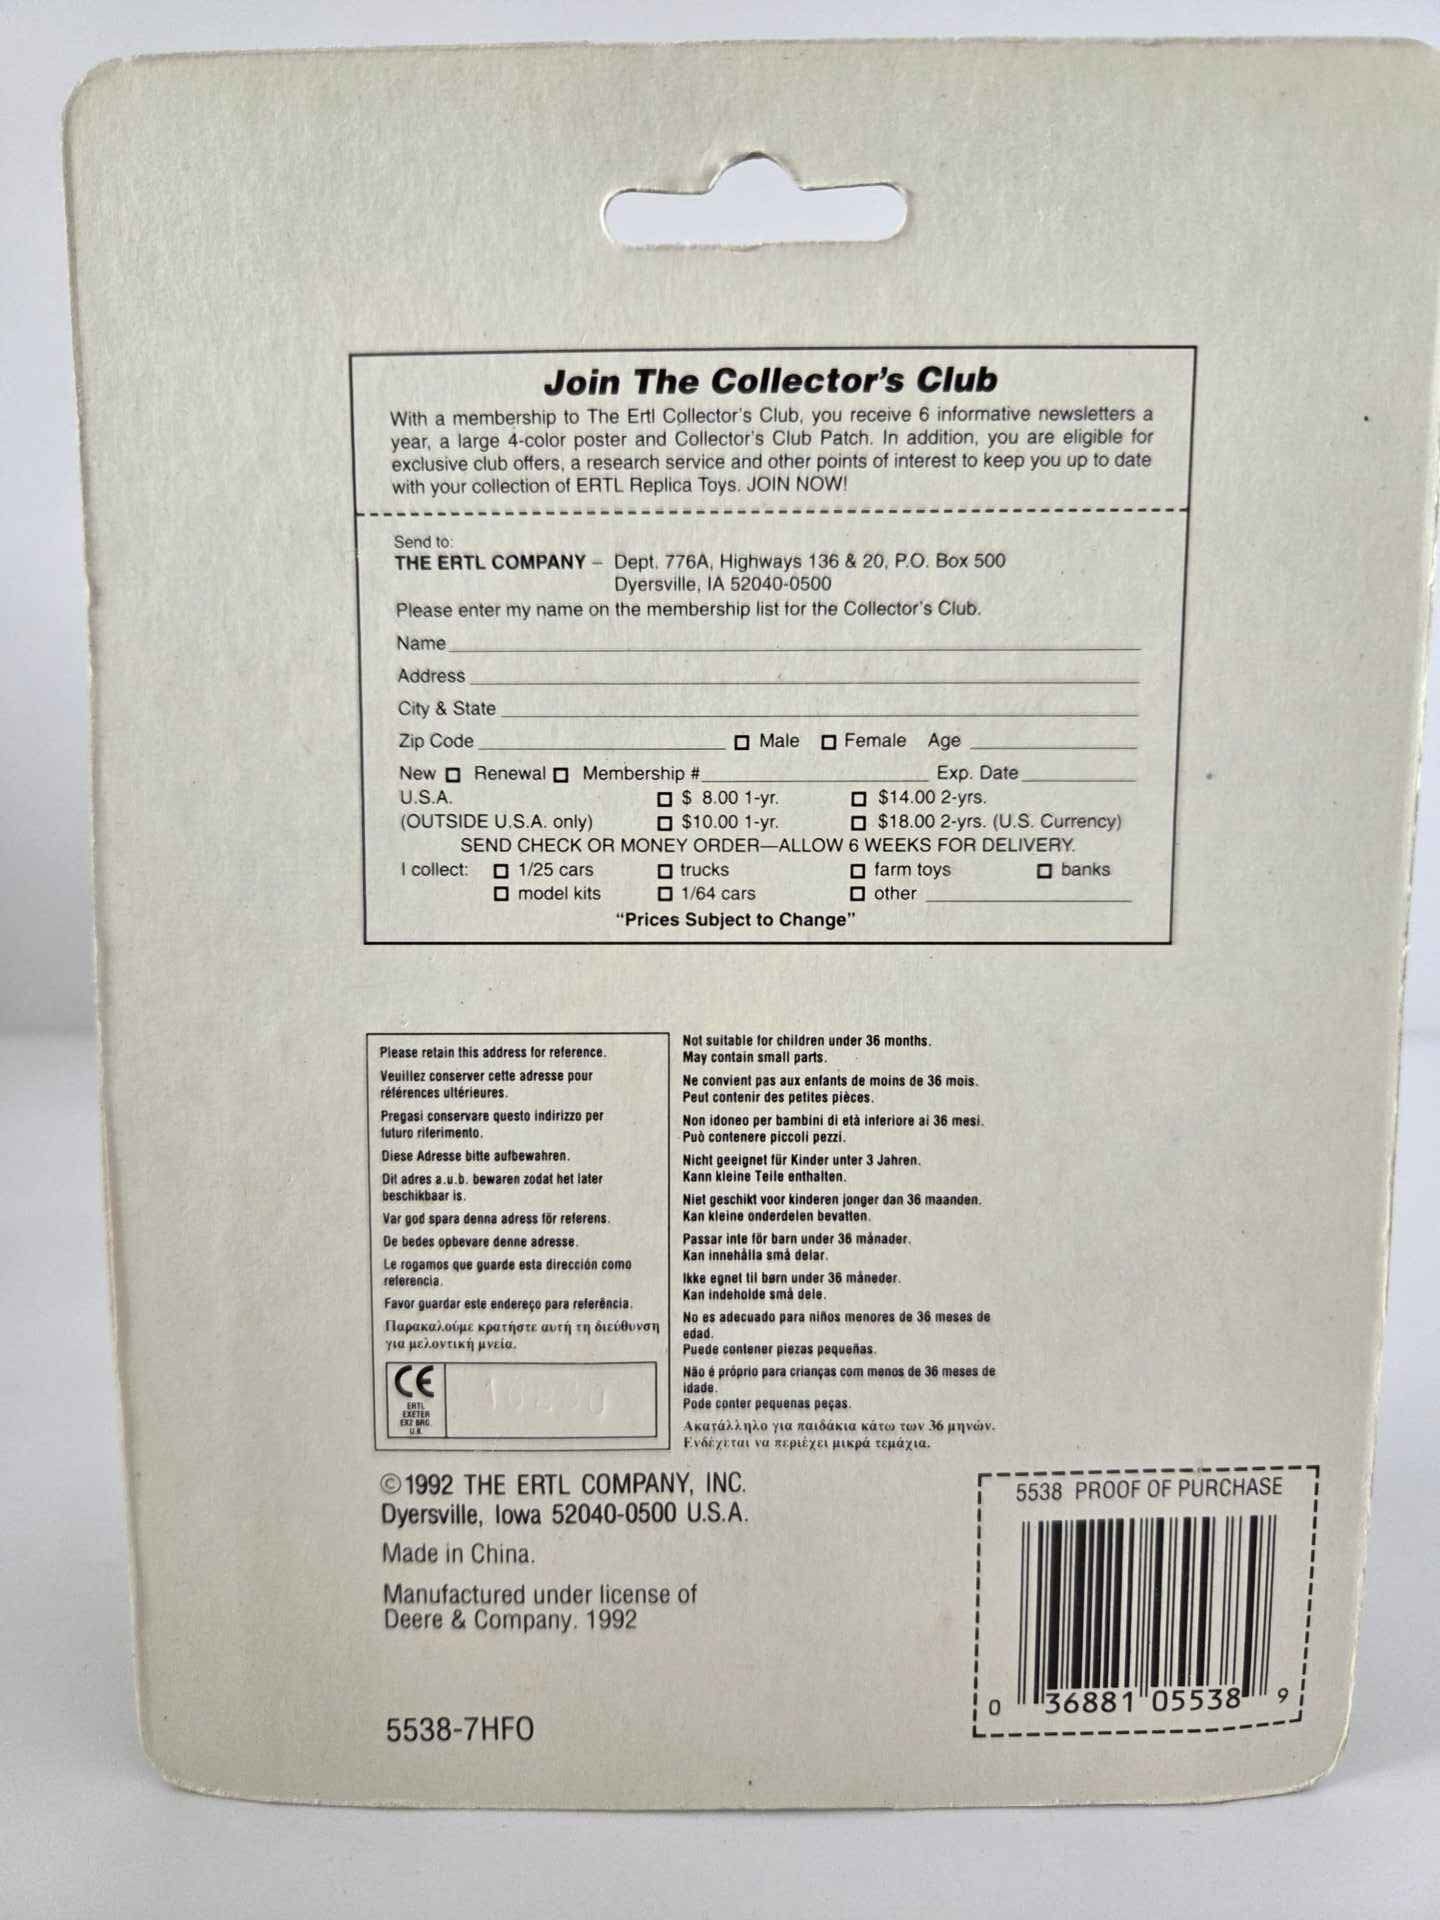 Join The Collector's Club
With a membership to The Ertl Collector's Club, you receive 6 informative newsletters a
year, a large 4-color poster and Collector's Club Patch. In addition, you are eligible for
exclusive club offers, a research service and other points of interest to keep you up to date
with your collection of ERTL Replica Toys. JOIN NOW!
Send to:
THE ERTL COMPANY – Dept. 776A, Highways 136 & 20, P.O. Box 500
Dyersville, IA 52040-0500
Please enter my name on the membership list for the Collector's Club.
Name
Address
City & State
Zip Code Male Female Age
New Renewal Membership # Exp. Date
U.S.A. $ 8.00 1-yr. $14.00 2-yrs.
(OUTSIDE U.S.A. only) $10.00 1-yr. $18.00 2-yrs. (U.S. Currency)
SEND CHECK OR MONEY ORDER—ALLOW 6 WEEKS FOR DELIVERY.
I collect: 1/25 cars trucks farm toys banks
model kits 1/64 cars other
"Prices Subject to Change"
Please retain this address for reference.
Veuillez conserver cette adresse pour
références ultérieures.
Pregasi conservare questo indirizzo per
futuro riferimento.
Diese Adresse bitte aufbewahren.
Dit adres a.u.b. bewaren zodat het later
beschikbaar is.
Var god spara denna adress för referens.
De bedes opbevare denne adresse.
Le rogamos que guarde esta dirección como
referencia.
Favor guardar este endereço para referência.
Παρακαλούμε κρατήστε αυτή τη διεύθυνση
για μελοντική μνεία.
CE
ERTL
EXETER
EX2 8RG
U.K.
Not suitable for children under 36 months.
May contain small parts.
Ne convient pas aux enfants de moins de 36 mois.
Peut contenir des petites pièces.
Non idoneo per bambini di età inferiore ai 36 mesi.
Può contenere piccoli pezzi.
Nicht geeignet für Kinder unter 3 Jahren.
Kann kleine Teile enthalten.
Niet geschikt voor kinderen jonger dan 36 maanden.
Kan kleine onderdelen bevatten.
Passar inte för barn under 36 månader.
Kan innehålla små delar.
Ikke egnet til børn under 36 måneder.
Kan indeholde små dele.
No es adecuado para niños menores de 36 meses de
edad.
Puede contener piezas pequeñas.
Não é próprio para crianças com menos de 36 meses de
idade.
Pode conter pequenas peças.
Ακατάλληλο για παιδάκια κάτω των 36 μηνών.
Ενδέχεται να περιέχει μικρά τεμάχια.
©1992 THE ERTL COMPANY, INC.
Dyersville, Iowa 52040-0500 U.S.A.
Made in China.
Manufactured under license of
Deere & Company. 1992
5538-7HFO
5538 PROOF OF PURCHASE
0 36881 05538 9